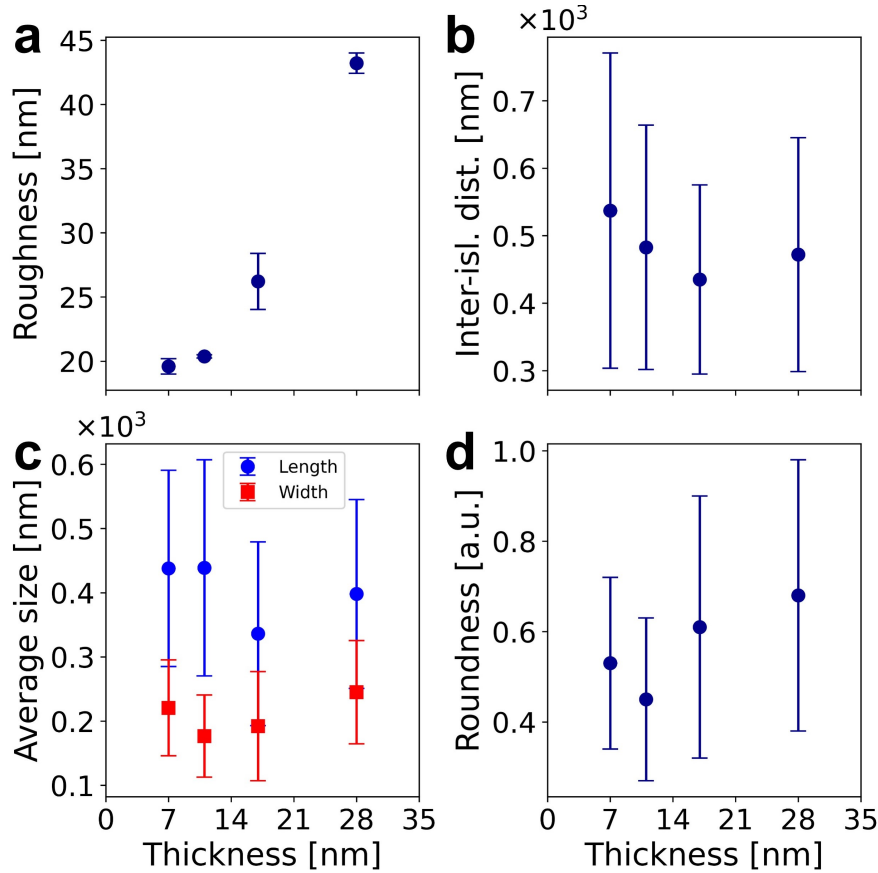 a
Roughness [nm]
45
40
35
30
25
20
b
×10³
Inter-isl. dist. [nm]
0.7
0.6
0.5
0.4
0.3
c
×10³
Average size [nm]
0.6
0.5
0.4
0.3
0.2
0.1
Length
Width
0 7 14 21 28 35
Thickness [nm]
d
Roundness [a.u.]
1.0
0.8
0.6
0.4
0 7 14 21 28 35
Thickness [nm]